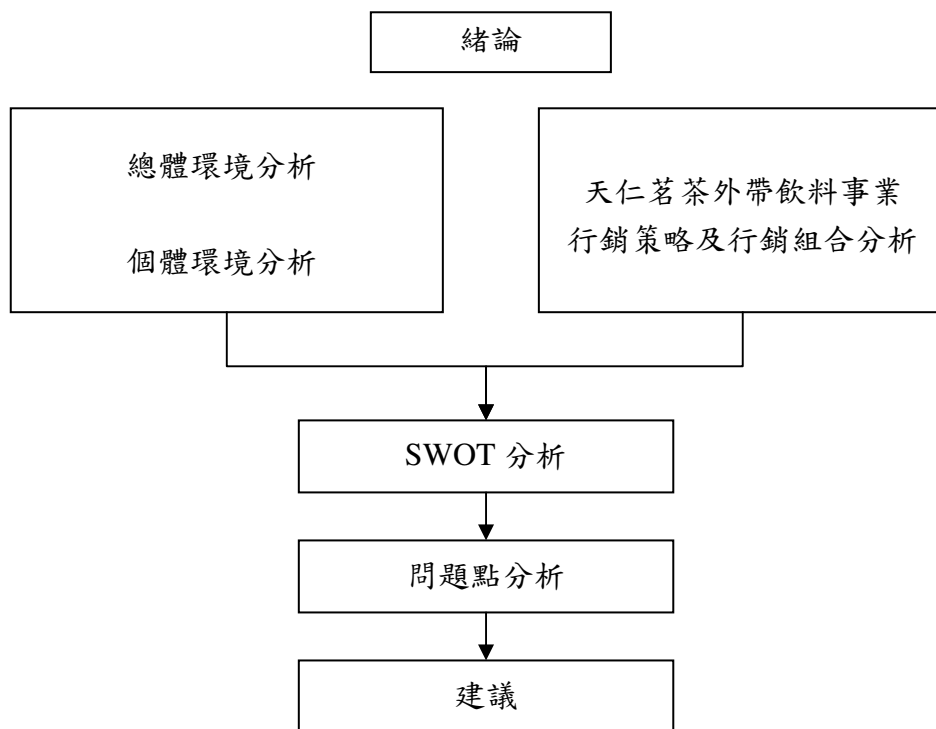 緒論
總體環境分析
個體環境分析
天仁茗茶外帶飲料事業
行銷策略及行銷組合分析
SWOT 分析
問題點分析
建議